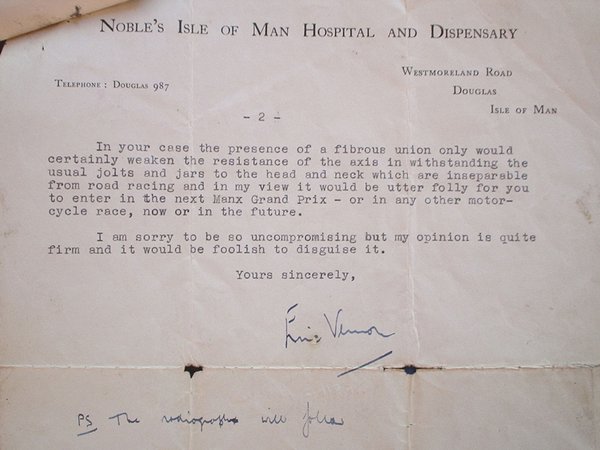 Noble's Isle of Man Hospital and Dispensary
Westmoreland Road
Telephone : Douglas 987
Douglas
Isle of Man
- 2 -
In your case the presence of a fibrous union only would
certainly weaken the resistance of the axis in withstanding the
usual jolts and jars to the head and neck which are inseparable
from road racing and in my view it would be utter folly for you
to enter in the next Manx Grand Prix - or in any other motor-
cycle race, now or in the future.
I am sorry to be so uncompromising but my opinion is quite
firm and it would be foolish to disguise it.
Yours sincerely,
Eric Vernon
PS The radiographs will follow